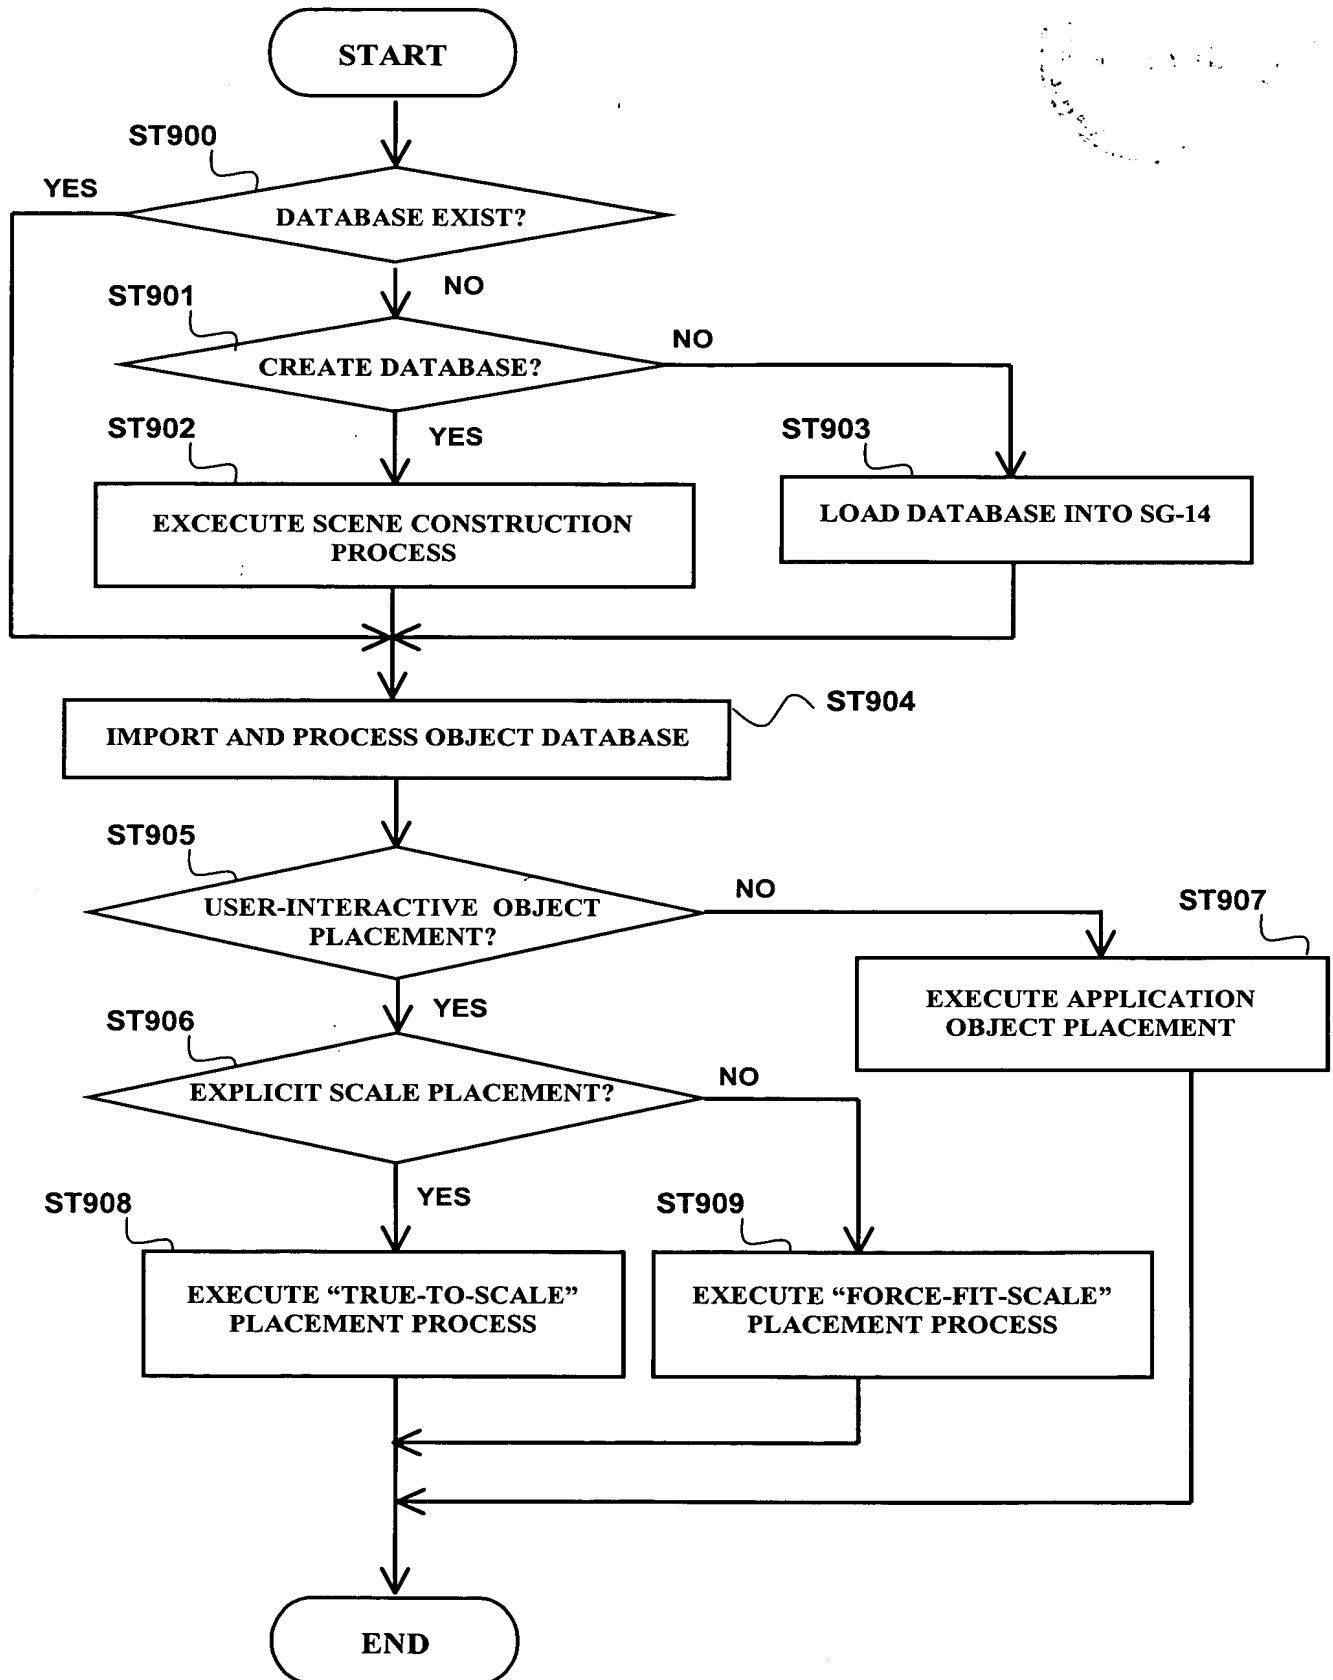 START
ST900
YES
DATABASE EXIST?
NO
ST901
CREATE DATABASE?
NO
ST902
YES
ST903
EXCECUTE SCENE CONSTRUCTION
PROCESS
LOAD DATABASE INTO SG-14
ST904
IMPORT AND PROCESS OBJECT DATABASE
ST905
USER-INTERACTIVE OBJECT
PLACEMENT?
NO
ST907
YES
EXECUTE APPLICATION
OBJECT PLACEMENT
ST906
EXPLICIT SCALE PLACEMENT?
NO
YES
ST908
EXECUTE “TRUE-TO-SCALE”
PLACEMENT PROCESS
ST909
EXECUTE “FORCE-FIT-SCALE”
PLACEMENT PROCESS
END